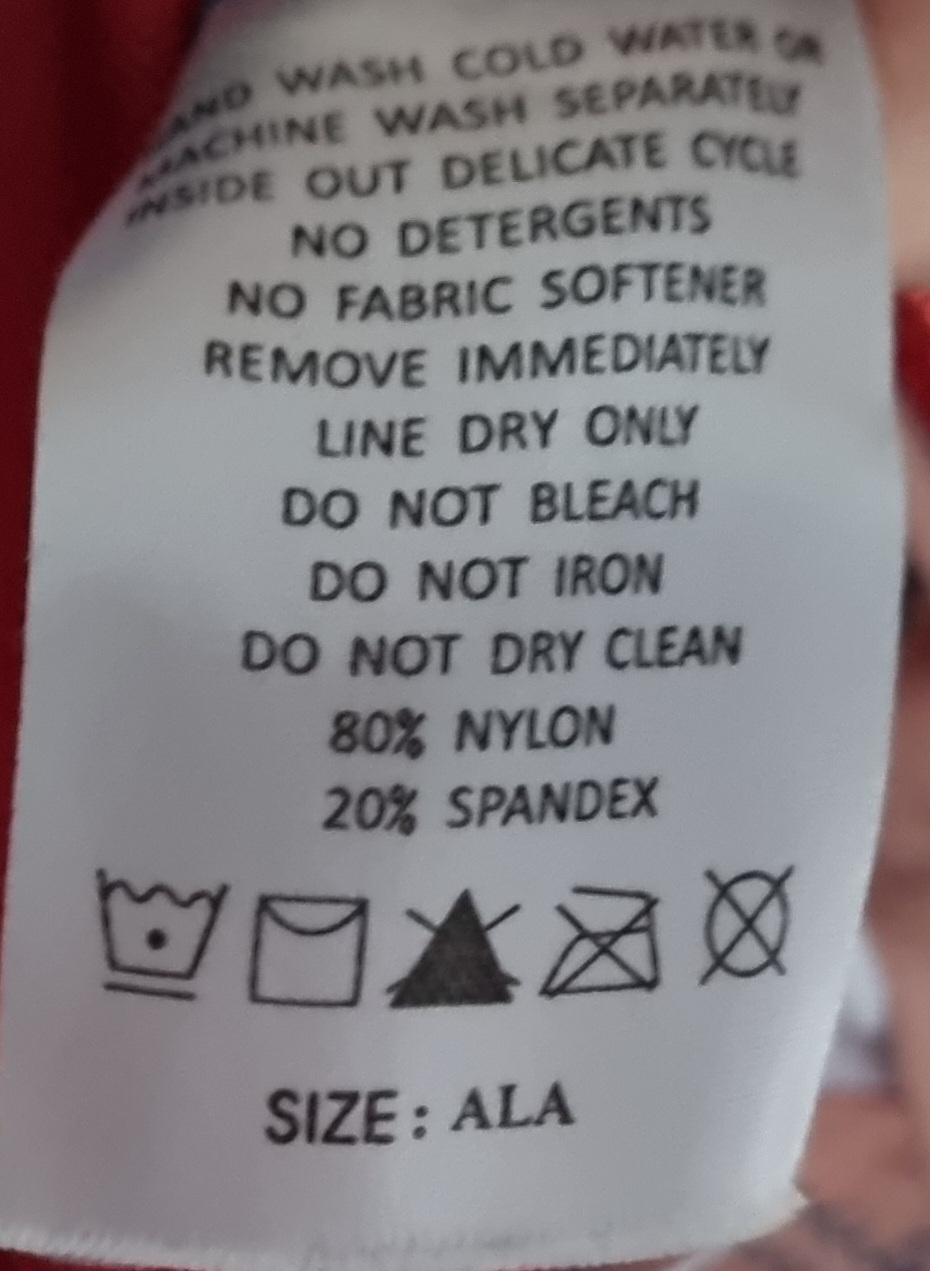 HAND WASH COLD WATER OR
MACHINE WASH SEPARATELY
INSIDE OUT DELICATE CYCLE
NO DETERGENTS
NO FABRIC SOFTENER
REMOVE IMMEDIATELY
LINE DRY ONLY
DO NOT BLEACH
DO NOT IRON
DO NOT DRY CLEAN
80% NYLON
20% SPANDEX
SIZE: ALA